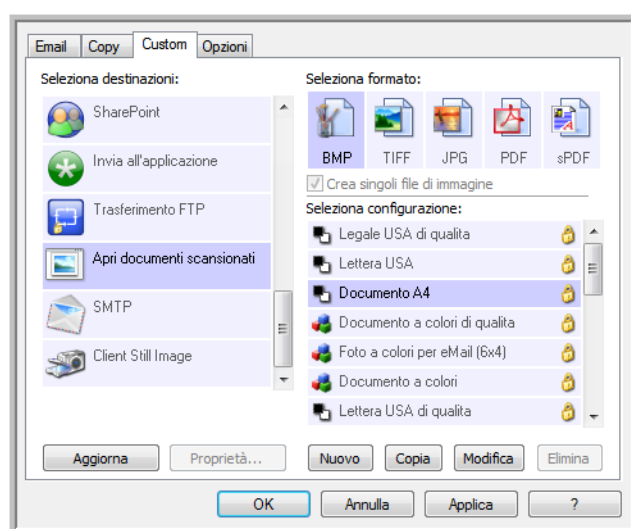 Email Copy Custom Opzioni
Seleziona destinazioni:
SharePoint
Invia all'applicazione
Trasferimento FTP
Apri documenti scansionati
SMTP
Client Still Image
Aggiorna Proprietà...
Seleziona formato:
BMP TIFF JPG PDF sPDF
Crea singoli file di immagine
Seleziona configurazione:
Legale USA di qualita
Lettera USA
Documento A4
Documento a colori di qualita
Foto a colori per eMail (6x4)
Documento a colori
Lettera USA di qualita
Nuovo Copia Modifica Elimina
OK Annulla Applica ?